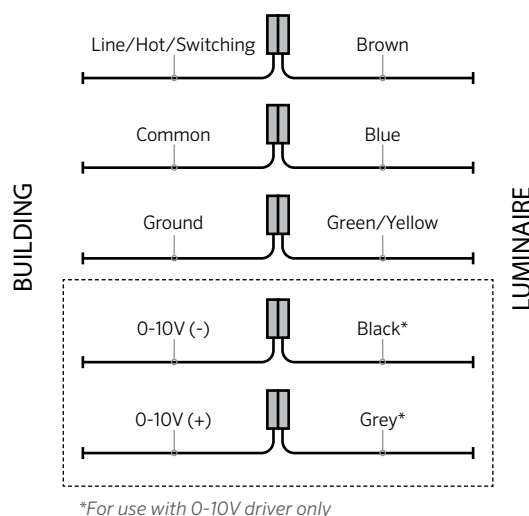 Line/Hot/Switching Brown
Common Blue
BUILDING
Ground Green/Yellow
LUMINAIRE
0-10V (-) Black*
0-10V (+) Grey*
*For use with 0-10V driver only